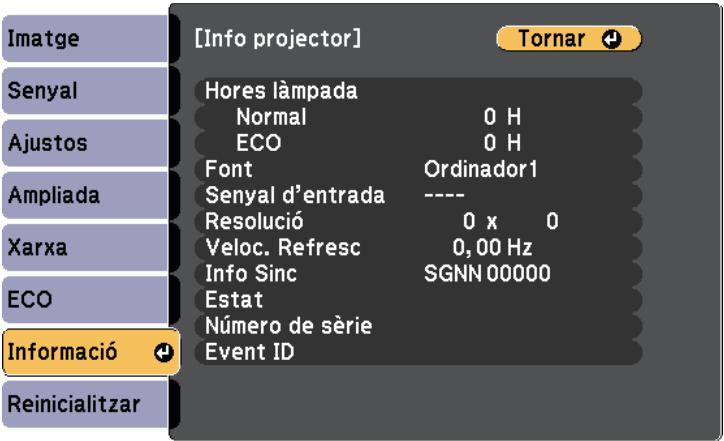 Imatge
Senyal
Ajustos
Ampliada
Xarxa
ECO
Informació
Reinicialitzar
[Info projector]
Tornar
Hores làmpada
Normal 0 H
ECO 0 H
Font Ordinador1
Senyal d'entrada ----
Resolució 0 x 0
Veloc. Refresc 0,00 Hz
Info Sinc SGNN 00000
Estat
Número de sèrie
Event ID